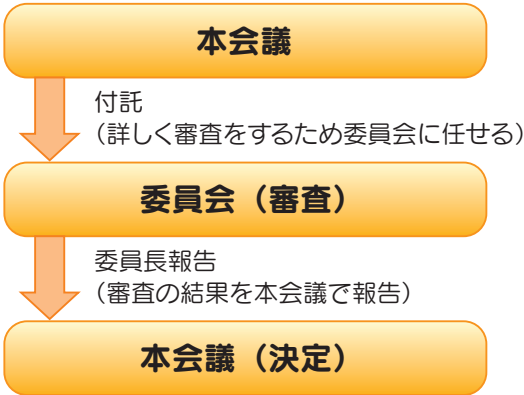 本会議
付託
（詳しく審査をするため委員会に任せる）
委員会（審査）
委員長報告
（審査の結果を本会議で報告）
本会議（決定）